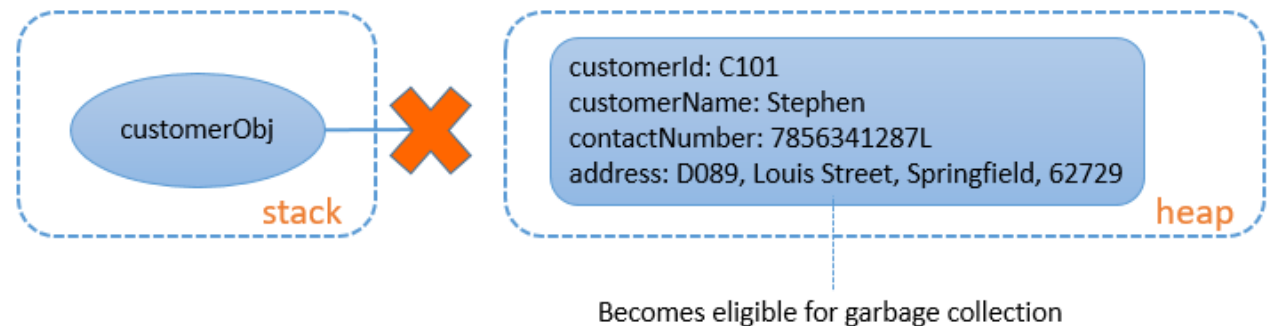 customerObj
stack
customerId: C101
customerName: Stephen
contactNumber: 7856341287L
address: D089, Louis Street, Springfield, 62729
heap
Becomes eligible for garbage collection